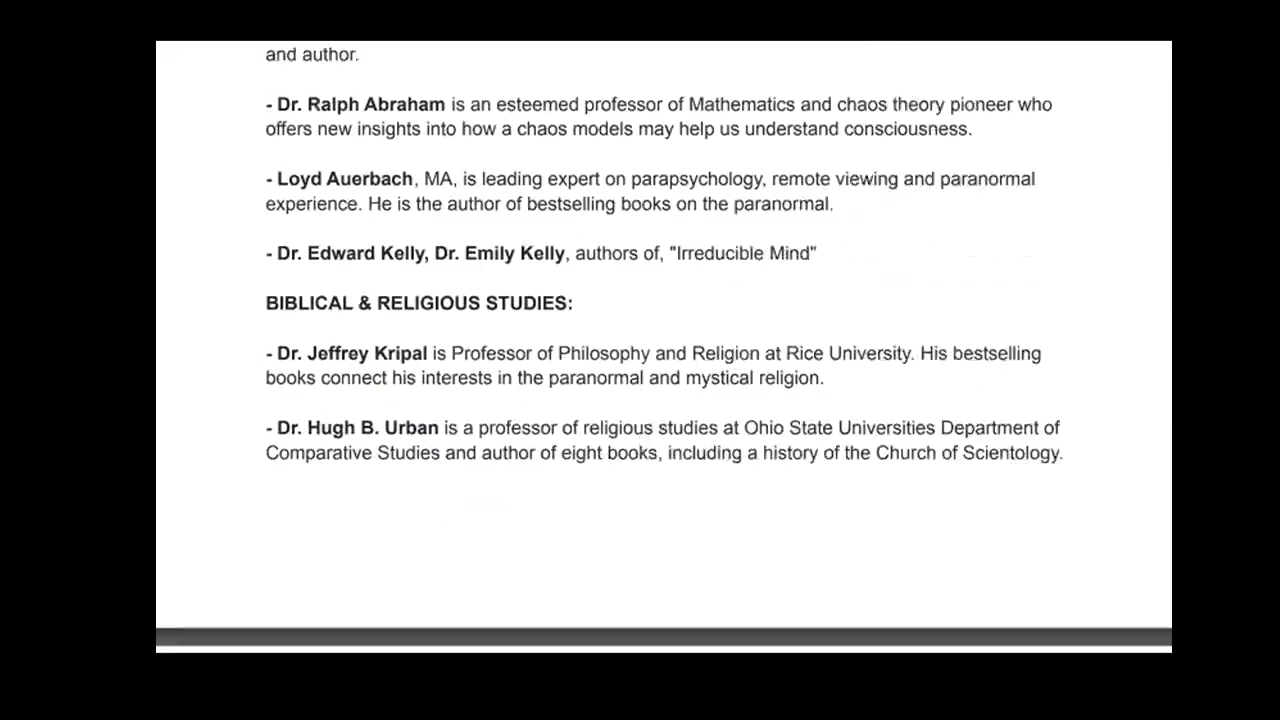 and author.
- Dr. Ralph Abraham is an esteemed professor of Mathematics and chaos theory pioneer who
offers new insights into how a chaos models may help us understand consciousness.
- Loyd Auerbach, MA, is leading expert on parapsychology, remote viewing and paranormal
experience. He is the author of bestselling books on the paranormal.
- Dr. Edward Kelly, Dr. Emily Kelly, authors of, "Irreducible Mind"
BIBLICAL & RELIGIOUS STUDIES:
- Dr. Jeffrey Kripal is Professor of Philosophy and Religion at Rice University. His bestselling
books connect his interests in the paranormal and mystical religion.
- Dr. Hugh B. Urban is a professor of religious studies at Ohio State Universities Department of
Comparative Studies and author of eight books, including a history of the Church of Scientology.